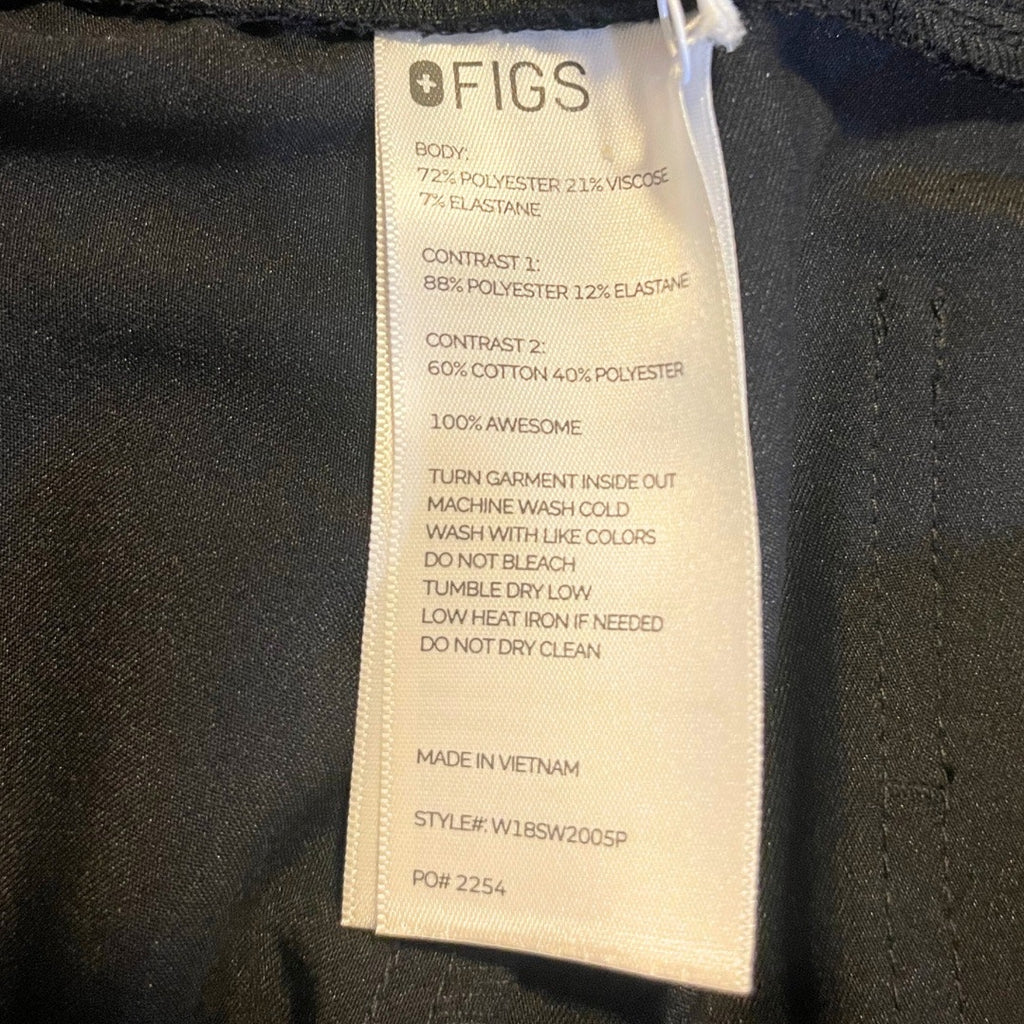 FIGS
BODY:
72% POLYESTER 21% VISCOSE
7% ELASTANE
CONTRAST 1:
88% POLYESTER 12% ELASTANE
CONTRAST 2:
60% COTTON 40% POLYESTER
100% AWESOME
TURN GARMENT INSIDE OUT
MACHINE WASH COLD
WASH WITH LIKE COLORS
DO NOT BLEACH
TUMBLE DRY LOW
LOW HEAT IRON IF NEEDED
DO NOT DRY CLEAN
MADE IN VIETNAM
STYLE#: W18SW2005P
PO# 2254